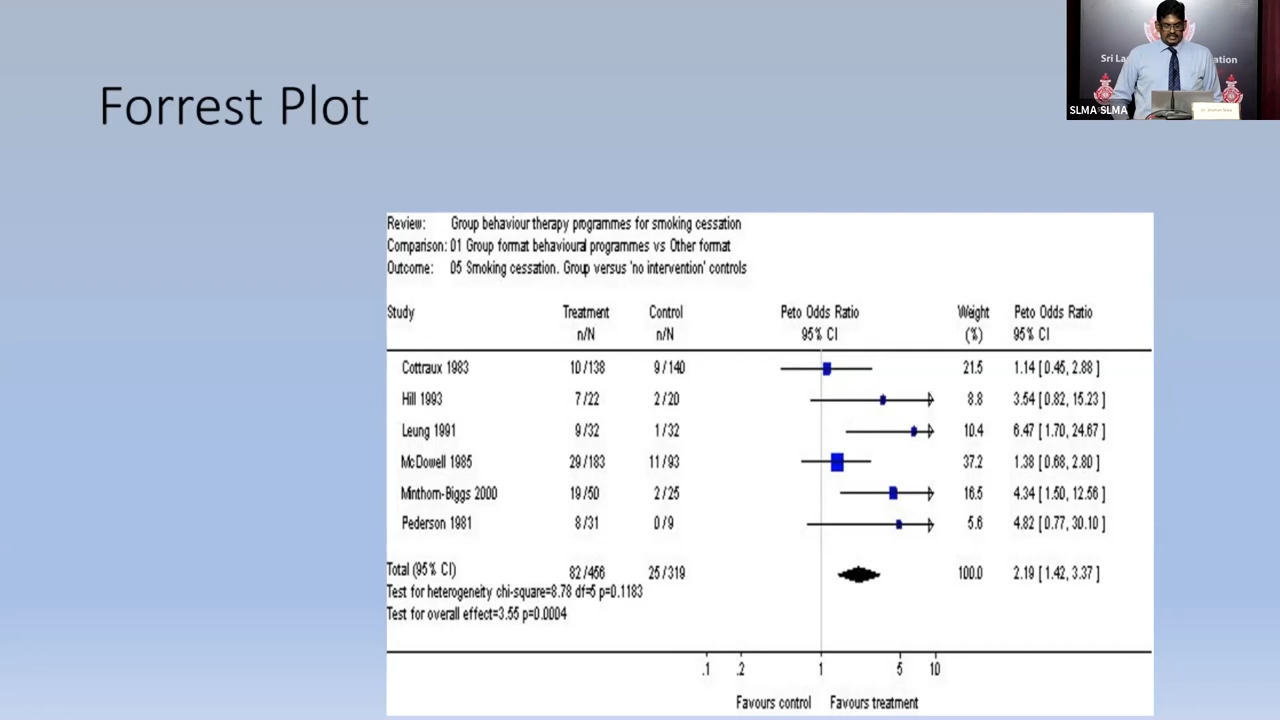 Forrest Plot
Sri La
tion
SLMA SLMA
Review: Group behaviour therapy programmes for smoking cessation
Comparison: 01 Group format behavioural programmes vs Other format
Outcome: 05 Smoking cessation. Group versus 'no intervention' controls
Study Treatment Control Peto Odds Ratio Weight Peto Odds Ratio
n/N n/N 95% CI (%) 95% CI
Cottraux 1983 10/138 9/140 21.5 1.14 [0.45, 2.88]
Hill 1993 7/22 2/20 8.8 3.54 [0.82, 15.23]
Leung 1991 9/32 1/32 10.4 6.47 [1.70, 24.67]
McDowell 1985 29/183 11/93 37.2 1.38 [0.68, 2.80]
Minthorn-Biggs 2000 19/50 2/25 16.5 4.34 [1.50, 12.56]
Pederson 1981 8/31 0/9 5.6 4.82 [0.77, 30.10]
Total (95% CI) 82/456 25/319 100.0 2.19 [1.42, 3.37]
Test for heterogeneity chi-square=8.78 df=5 p=0.1183
Test for overall effect=3.55 p=0.0004
.1 .2 1 5 10
Favours control Favours treatment